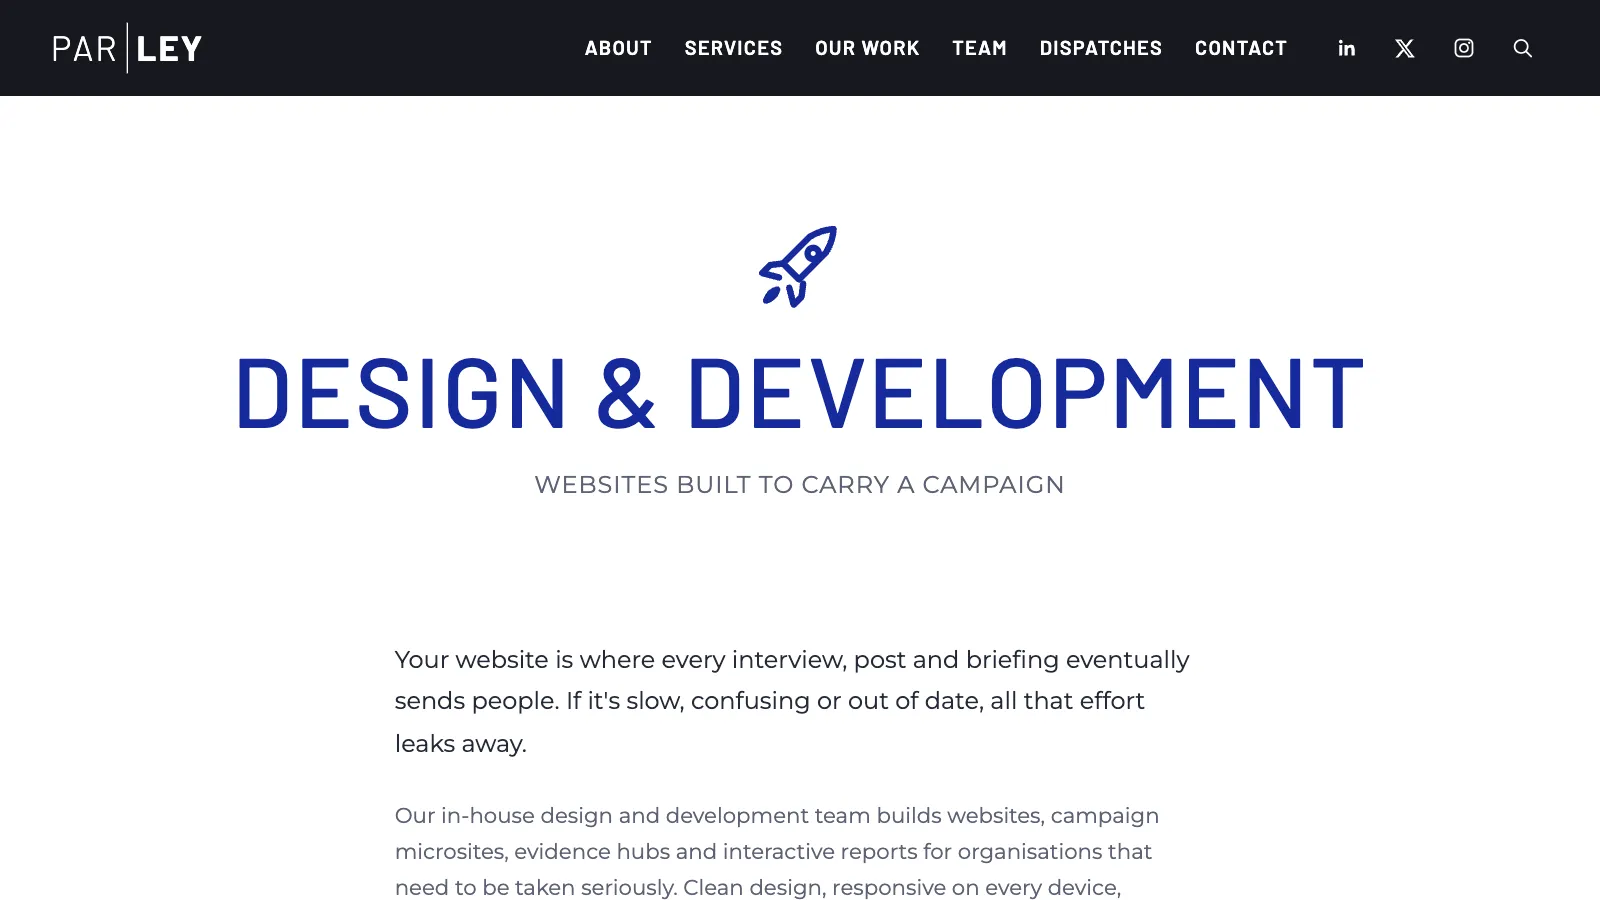 PAR|LEY
ABOUT SERVICES OUR WORK TEAM DISPATCHES CONTACT
DESIGN & DEVELOPMENT
WEBSITES BUILT TO CARRY A CAMPAIGN
Your website is where every interview, post and briefing eventually
sends people. If it's slow, confusing or out of date, all that effort
leaks away.
Our in-house design and development team builds websites, campaign
microsites, evidence hubs and interactive reports for organisations that
need to be taken seriously. Clean design, responsive on every device,